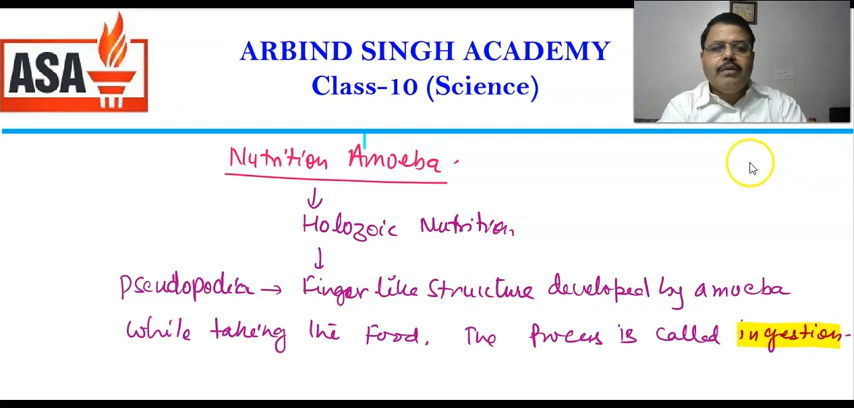 ASA
ARBIND SINGH ACADEMY
Class-10 (Science)
Nutrition Amoeba.
Holozoic Nutrition
Pseudopodia → Finger like structure developed by amoeba
while takeing the Food. The Process is called ingestion